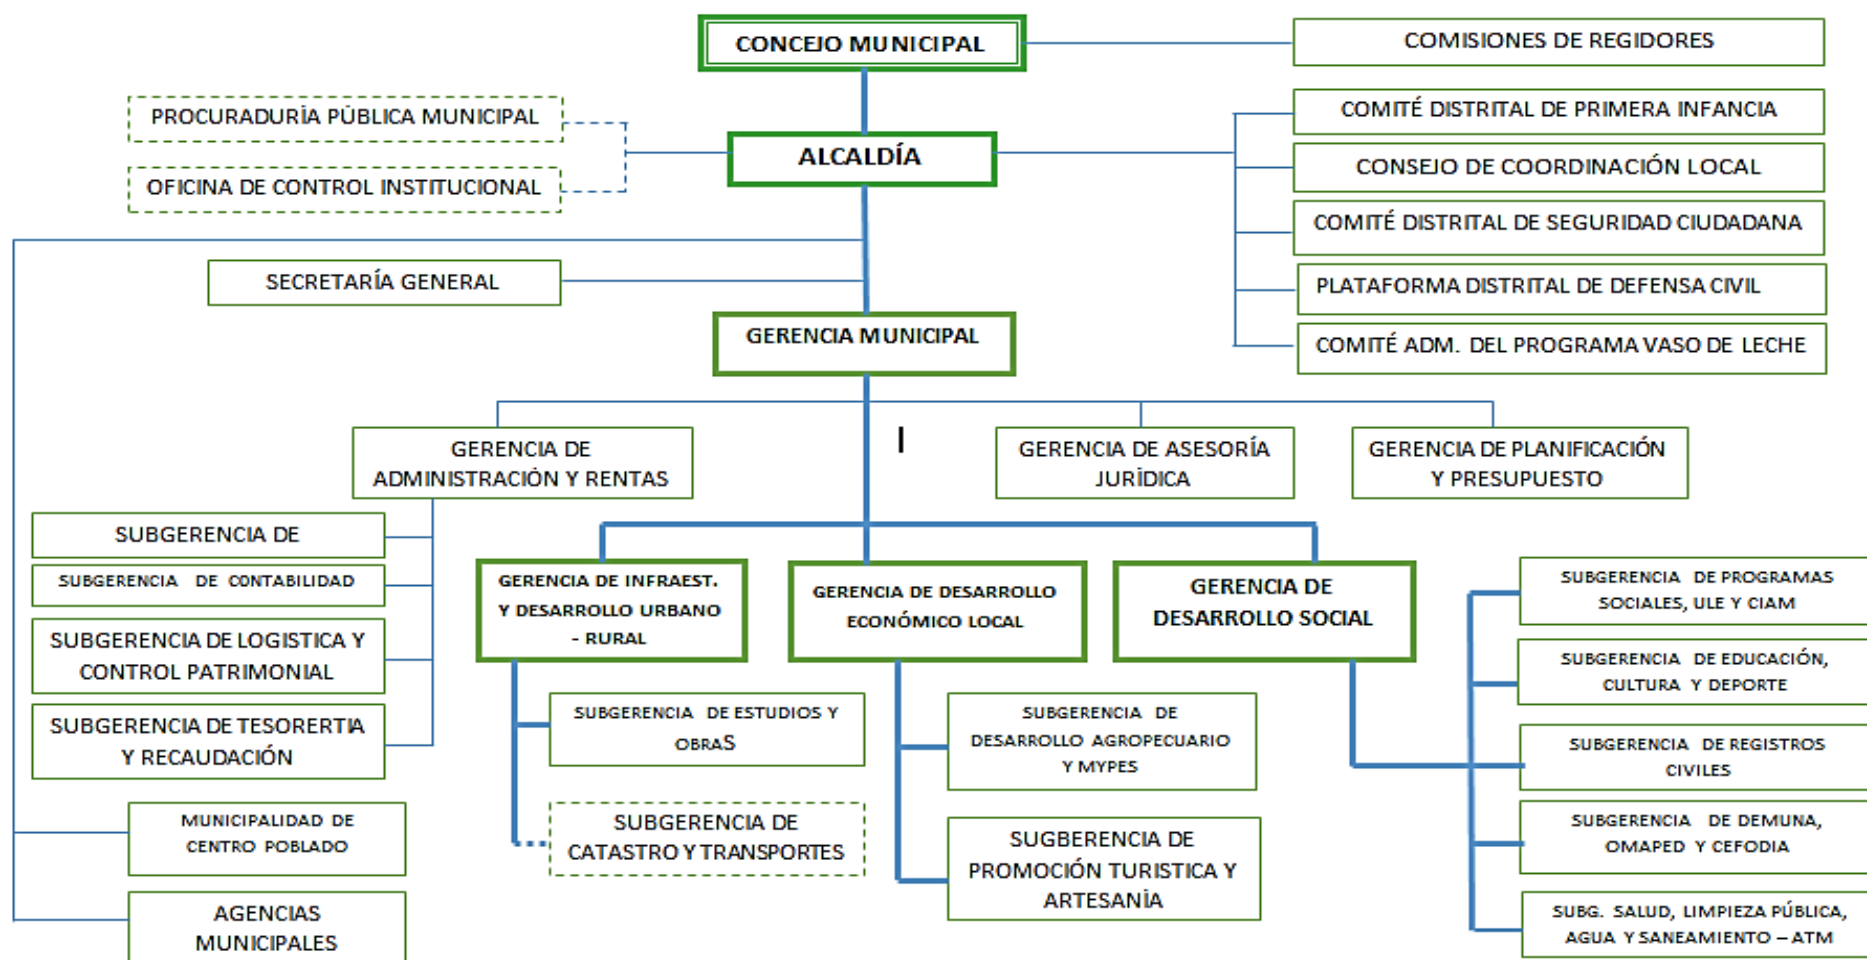 CONCEJO MUNICIPAL
COMISIONES DE REGIDORES
PROCURADURÍA PÚBLICA MUNICIPAL
OFICINA DE CONTROL INSTITUCIONAL
ALCALDÍA
COMITÉ DISTRITAL DE PRIMERA INFANCIA
CONSEJO DE COORDINACIÓN LOCAL
COMITÉ DISTRITAL DE SEGURIDAD CIUDADANA
PLATAFORMA DISTRITAL DE DEFENSA CIVIL
COMITÉ ADM. DEL PROGRAMA VASO DE LECHE
SECRETARÍA GENERAL
GERENCIA MUNICIPAL
GERENCIA DE
ADMINISTRACIÓN Y RENTAS
GERENCIA DE ASESORÍA
JURÍDICA
GERENCIA DE PLANIFICACIÓN
Y PRESUPUESTO
SUBGERENCIA DE
SUBGERENCIA DE CONTABILIDAD
SUBGERENCIA DE LOGISTICA Y
CONTROL PATRIMONIAL
SUBGERENCIA DE TESORERTIA
Y RECAUDACIÓN
GERENCIA DE INFRAEST.
Y DESARROLLO URBANO
- RURAL
GERENCIA DE DESARROLLO
ECONÓMICO LOCAL
GERENCIA DE
DESARROLLO SOCIAL
SUBGERENCIA DE ESTUDIOS Y
OBRAS
SUBGERENCIA DE
CATASTRO Y TRANSPORTES
SUBGERENCIA DE
DESARROLLO AGROPECUARIO
Y MYPES
SUGBERENCIA DE
PROMOCIÓN TURISTICA Y
ARTESANÍA
SUBGERENCIA DE PROGRAMAS
SOCIALES, ULE Y CIAM
SUBGERENCIA DE EDUCACIÓN,
CULTURA Y DEPORTE
SUBGERENCIA DE REGISTROS
CIVILES
SUBGERENCIA DE DEMUNA,
OMAPED Y CEFODIA
SUBG. SALUD, LIMPIEZA PÚBLICA,
AGUA Y SANEAMIENTO – ATM
MUNICIPALIDAD DE
CENTRO POBLADO
AGENCIAS
MUNICIPALES